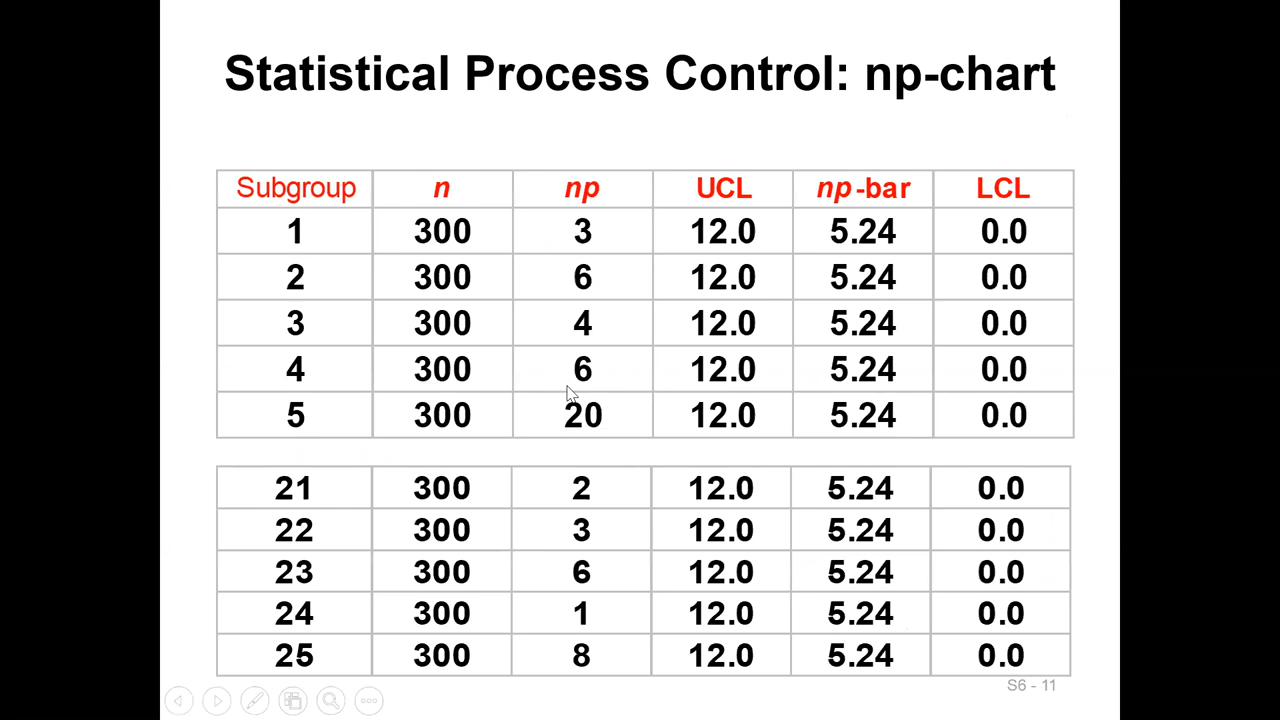 Statistical Process Control: np-chart
Subgroup n np UCL np-bar LCL
1 300 3 12.0 5.24 0.0
2 300 6 12.0 5.24 0.0
3 300 4 12.0 5.24 0.0
4 300 6 12.0 5.24 0.0
5 300 20 12.0 5.24 0.0
21 300 2 12.0 5.24 0.0
22 300 3 12.0 5.24 0.0
23 300 6 12.0 5.24 0.0
24 300 1 12.0 5.24 0.0
25 300 8 12.0 5.24 0.0
S6 - 11